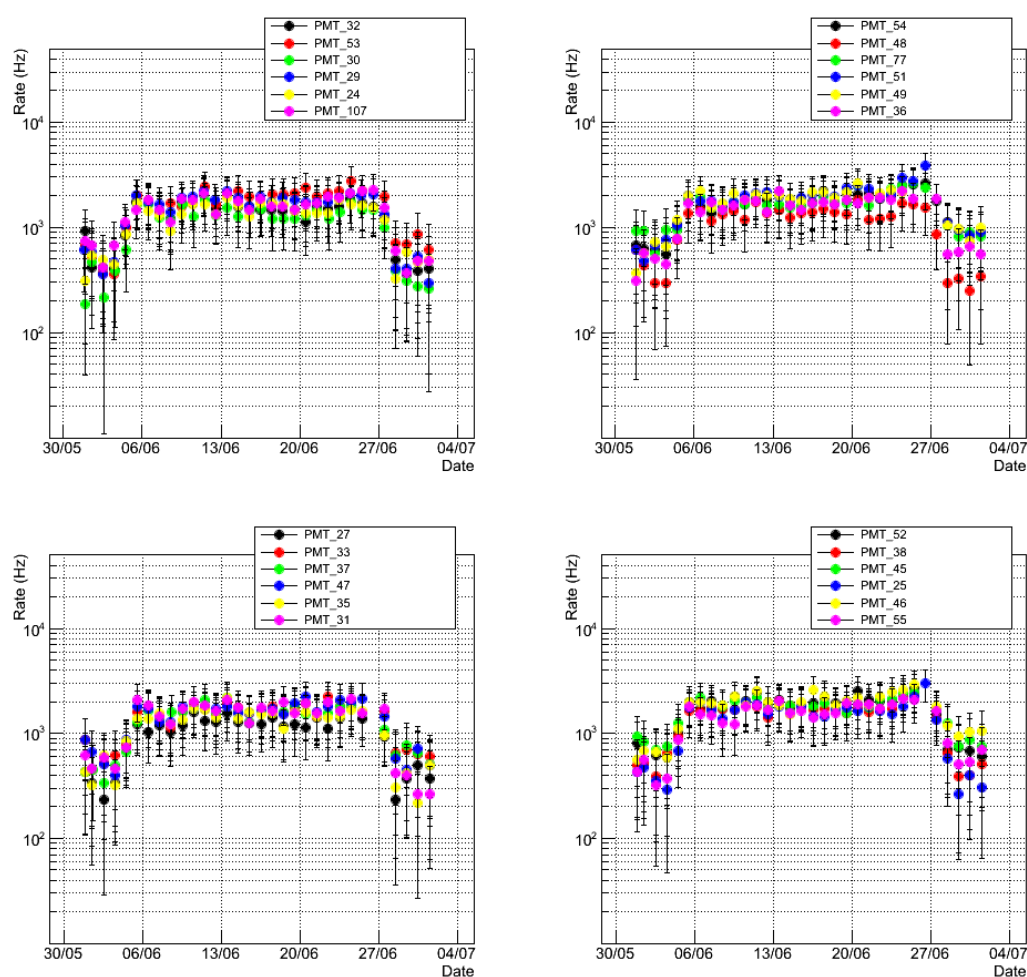 PMT_32
PMT_53
PMT_30
PMT_29
PMT_24
PMT_107
Rate (Hz)
10^4
10^3
10^2
30/05 06/06 13/06 20/06 27/06 04/07
Date
PMT_54
PMT_48
PMT_77
PMT_51
PMT_49
PMT_36
Rate (Hz)
10^4
10^3
10^2
30/05 06/06 13/06 20/06 27/06 04/07
Date
PMT_27
PMT_33
PMT_37
PMT_47
PMT_35
PMT_31
Rate (Hz)
10^4
10^3
10^2
30/05 06/06 13/06 20/06 27/06 04/07
Date
PMT_52
PMT_38
PMT_45
PMT_25
PMT_46
PMT_55
Rate (Hz)
10^4
10^3
10^2
30/05 06/06 13/06 20/06 27/06 04/07
Date